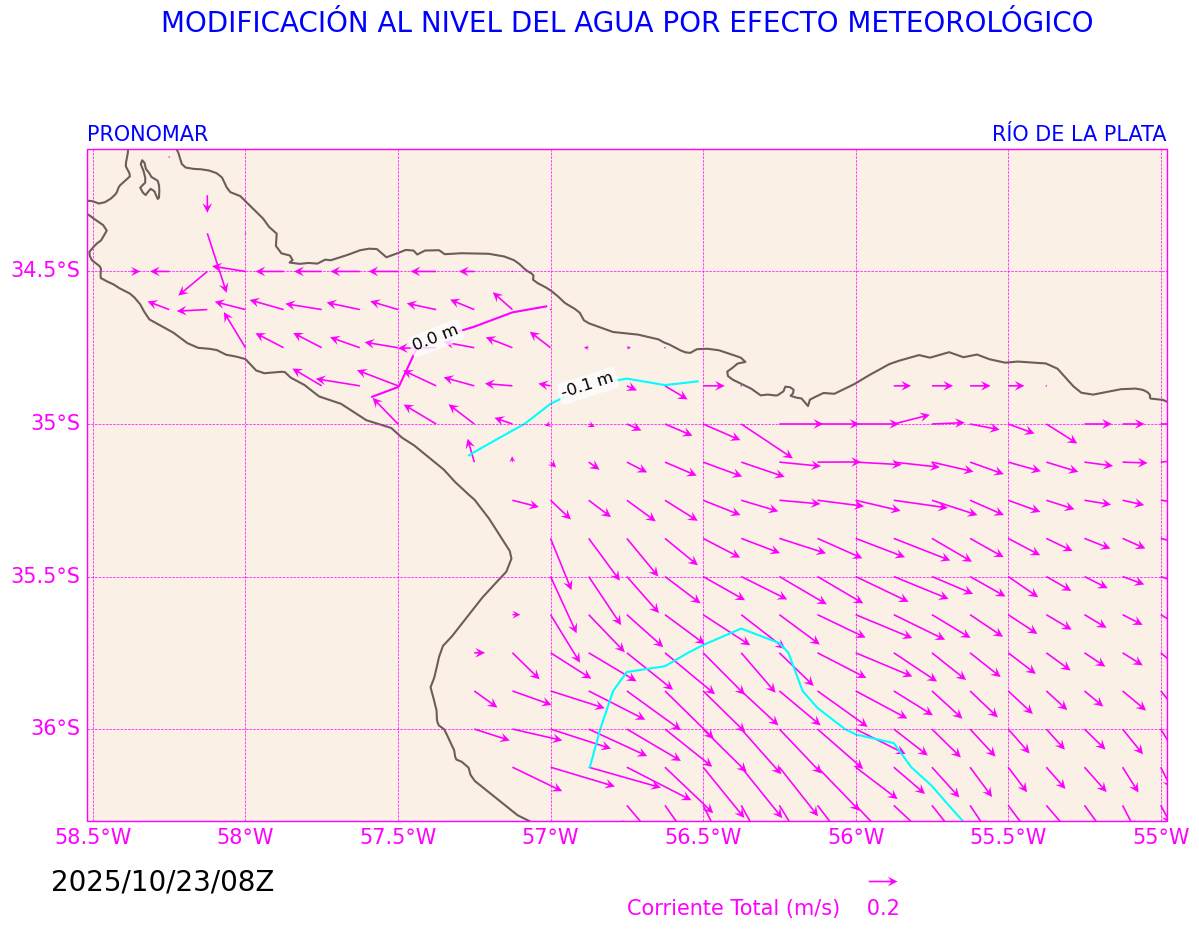 MODIFICACIÓN AL NIVEL DEL AGUA POR EFECTO METEOROLÓGICO
PRONOMAR
RÍO DE LA PLATA
34.5°S
0.0 m
-0.1 m
35°S
35.5°S
36°S
58.5°W 58°W 57.5°W 57°W 56.5°W 56°W 55.5°W 55°W
2025/10/23/08Z
Corriente Total (m/s) 0.2